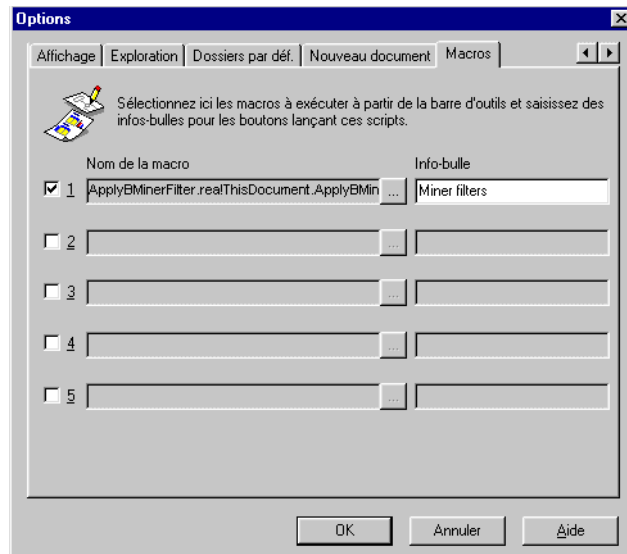 Options
Affichage Exploration Dossiers par déf. Nouveau document Macros
Sélectionnez ici les macros à exécuter à partir de la barre d'outils et saisissez des
infos-bulles pour les boutons lançant ces scripts.
Nom de la macro Info-bulle
1 ApplyBMinerFilter.rea!ThisDocument.ApplyBMin ... Miner filters
2 ...
3 ...
4 ...
5 ...
OK Annuler Aide